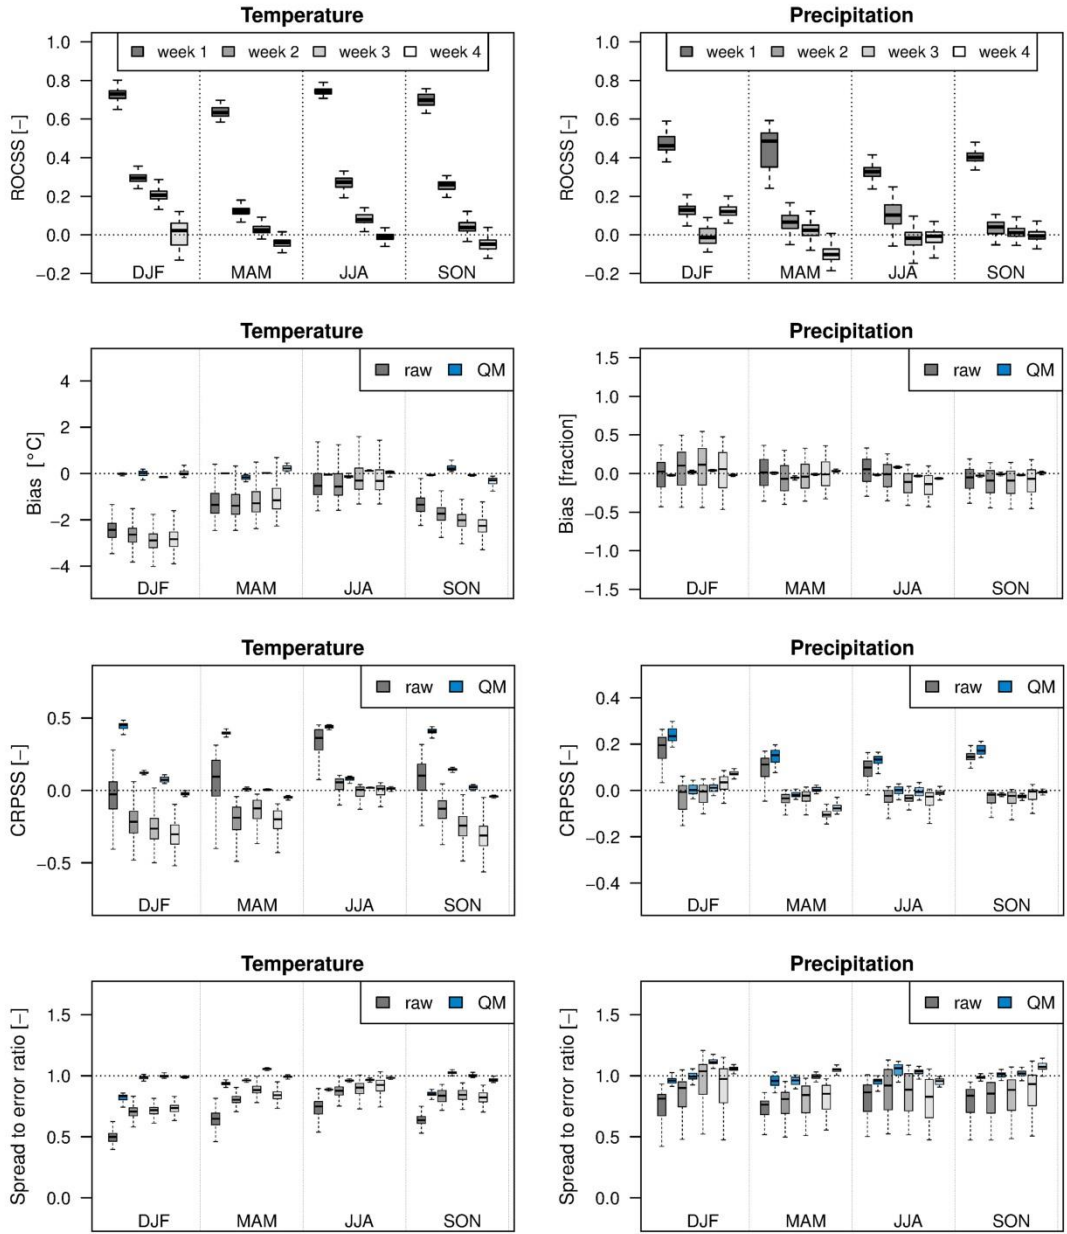 Temperature
ROCSS [-]
1.0
0.8
0.6
0.4
0.2
0.0
−0.2
week 1 week 2 week 3 week 4
DJF MAM JJA SON
Precipitation
ROCSS [-]
1.0
0.8
0.6
0.4
0.2
0.0
−0.2
week 1 week 2 week 3 week 4
DJF MAM JJA SON
Temperature
Bias [°C]
4
2
0
−2
−4
raw QM
DJF MAM JJA SON
Precipitation
Bias [fraction]
1.5
1.0
0.5
0.0
−0.5
−1.0
−1.5
raw QM
DJF MAM JJA SON
Temperature
CRPSS [-]
0.5
0.0
−0.5
raw QM
DJF MAM JJA SON
Precipitation
CRPSS [-]
0.4
0.2
0.0
−0.2
−0.4
raw QM
DJF MAM JJA SON
Temperature
Spread to error ratio [-]
1.5
1.0
0.5
0.0
raw QM
DJF MAM JJA SON
Precipitation
Spread to error ratio [-]
1.5
1.0
0.5
0.0
raw QM
DJF MAM JJA SON